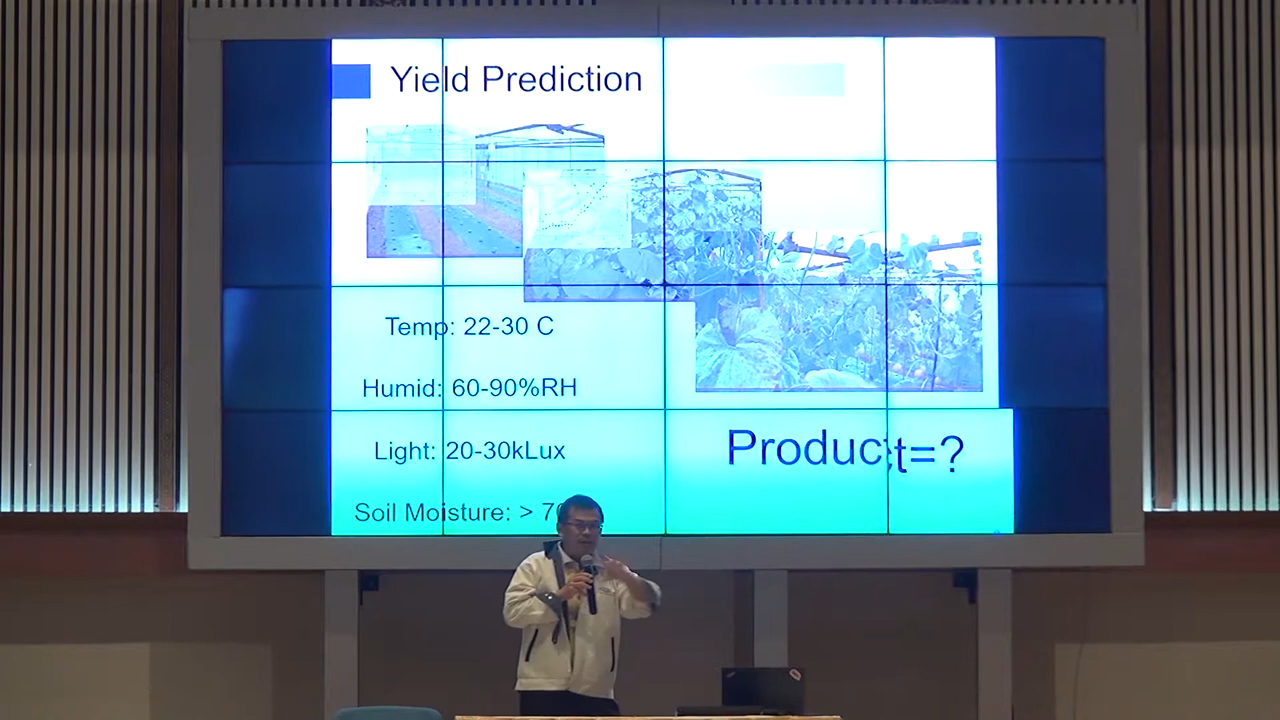 Yield Prediction
Temp: 22-30 C
Humid: 60-90%RH
Light: 20-30kLux
Product=?
Soil Moisture: >